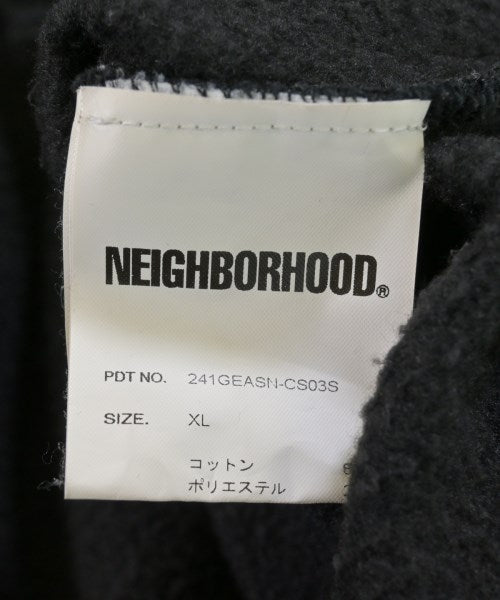 NEIGHBORHOOD®
PDT NO. 241GEASN-CS03S
SIZE. XL
コットン
ポリエステル